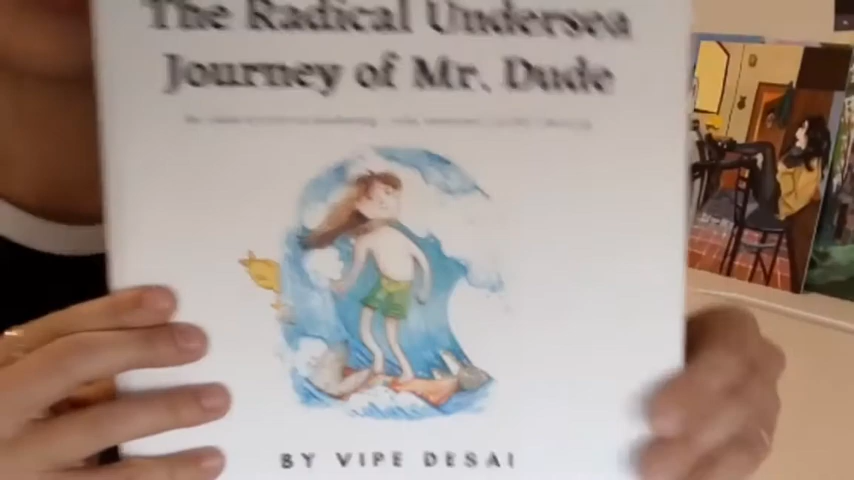 The Radical Undersea
Journey of Mr. Dude
BY VIPE DESAI